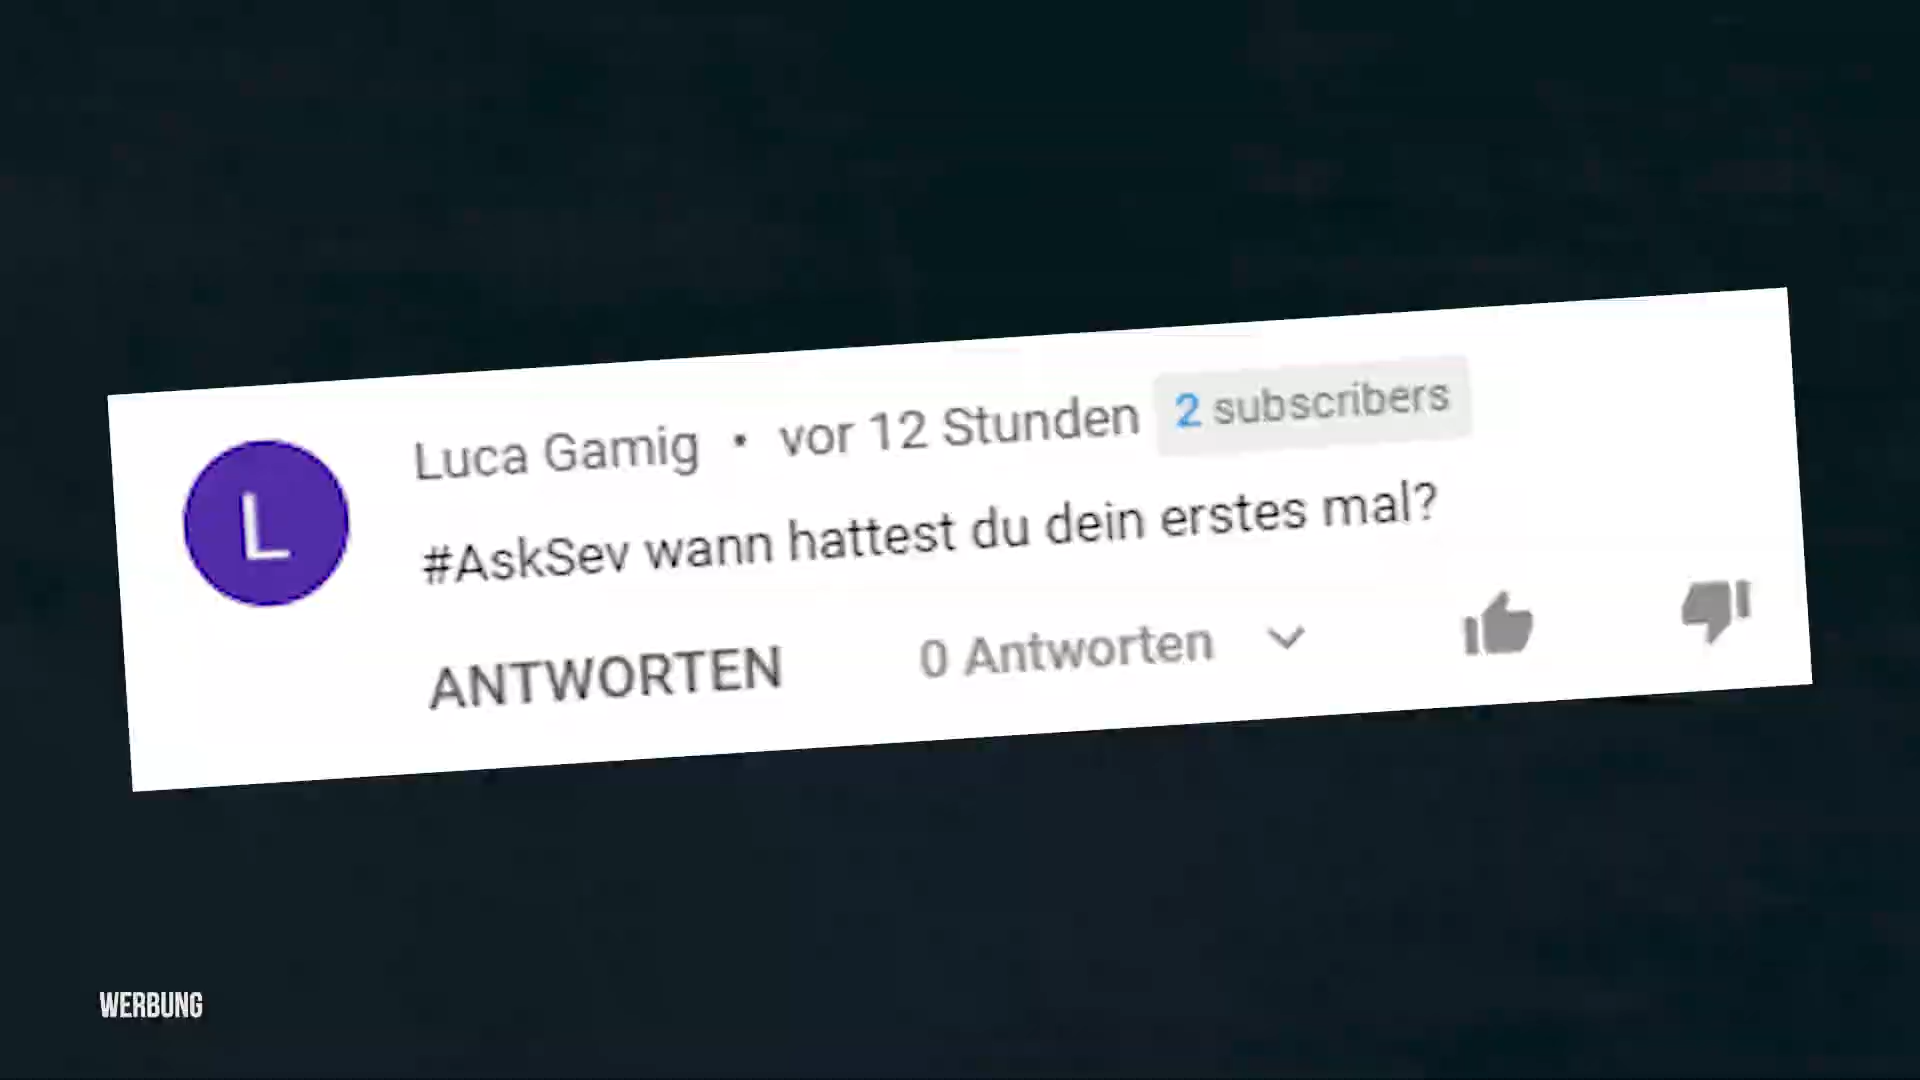 L
Luca Gamig • vor 12 Stunden 2 subscribers
#AskSev wann hattest du dein erstes mal?
ANTWORTEN 0 Antworten
WERBUNG